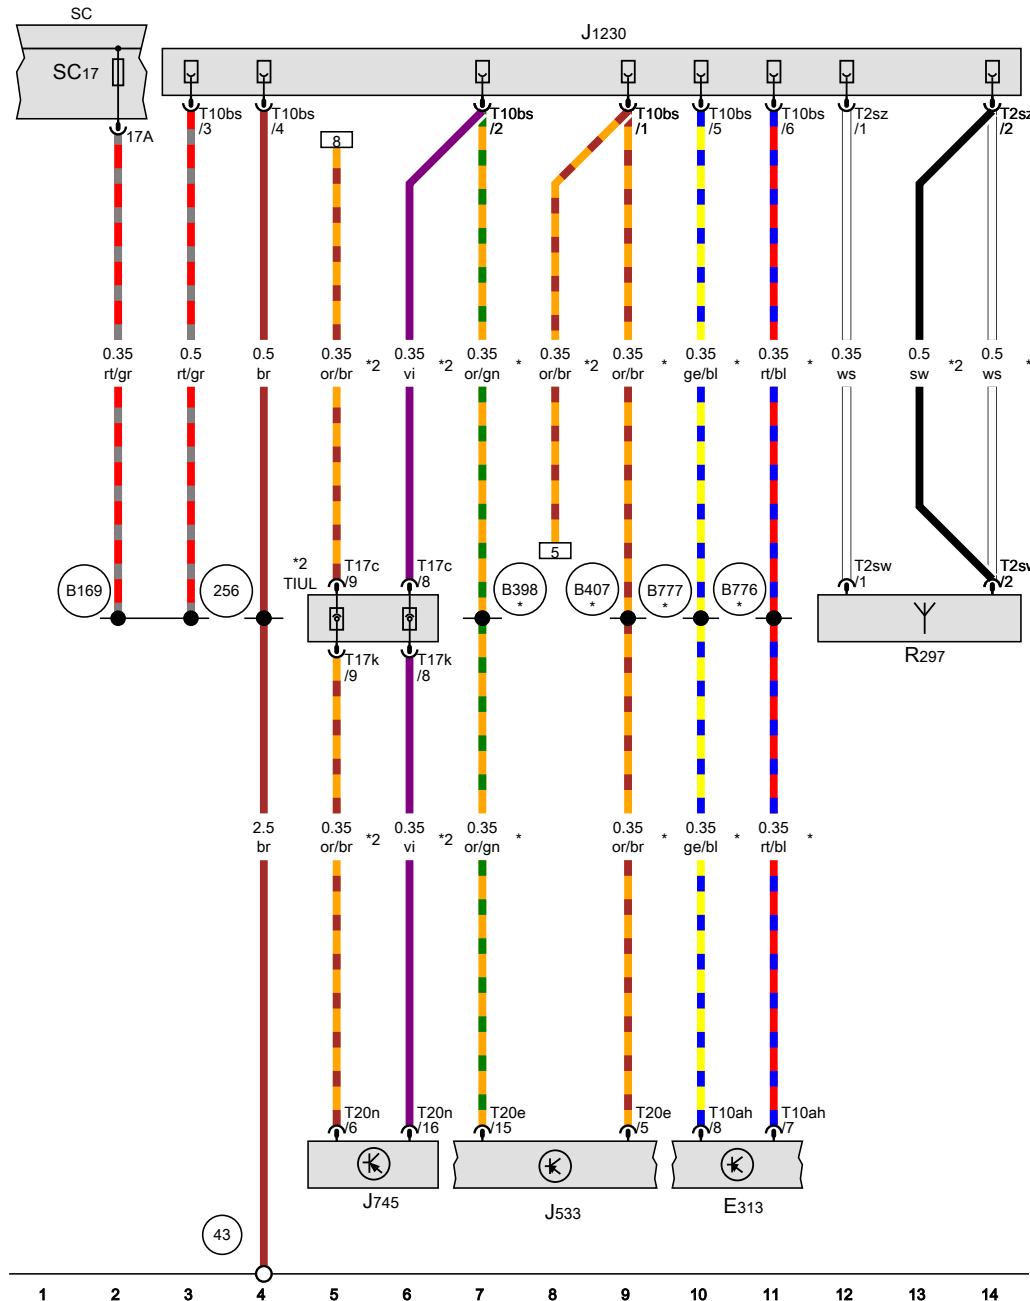 SC
J1230
SC17
17A
T10bs
/3
T10bs
/4
T10bs
/2
T10bs
/1
T10bs
/5
T10bs
/6
T2sz
/1
T2sz
/2
8
0.35
rt/gr
0.5
rt/gr
0.5
br
0.35
or/br
*2
0.35
vi
*2
0.35
or/gn
*
0.35
or/br
*2
0.35
or/br
*
0.35
ge/bl
*
0.35
rt/bl
*
0.35
ws
0.5
sw
*2
0.5
ws
*
5
B169
256
*2
TIUL
T17c
/9
T17c
/8
B398
*
B407
*
B777
*
B776
*
T2sw
/1
T2sw
/2
T17k
/9
T17k
/8
R297
2.5
br
0.35
or/br
*2
0.35
vi
*2
0.35
or/gn
*
0.35
or/br
*
0.35
ge/bl
*
0.35
rt/bl
*
T20n
/6
T20n
/16
T20e
/15
T20e
/5
T10ah
/8
T10ah
/7
J745
J533
E313
43
1 2 3 4 5 6 7 8 9 10 11 12 13 14